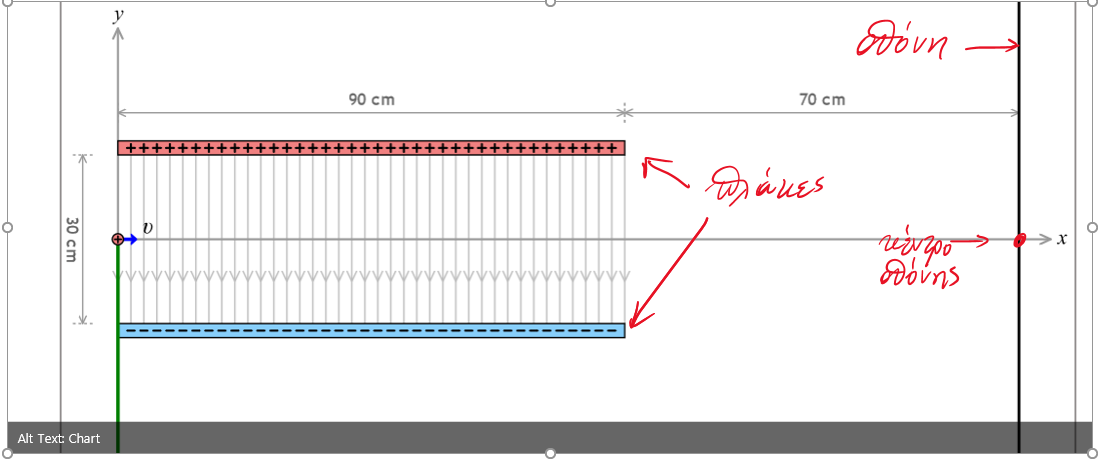 y
οθόνη
90 cm
70 cm
πλάκες
30 cm
+
υ
x
κέντρο
οθόνης
Alt Text: Chart